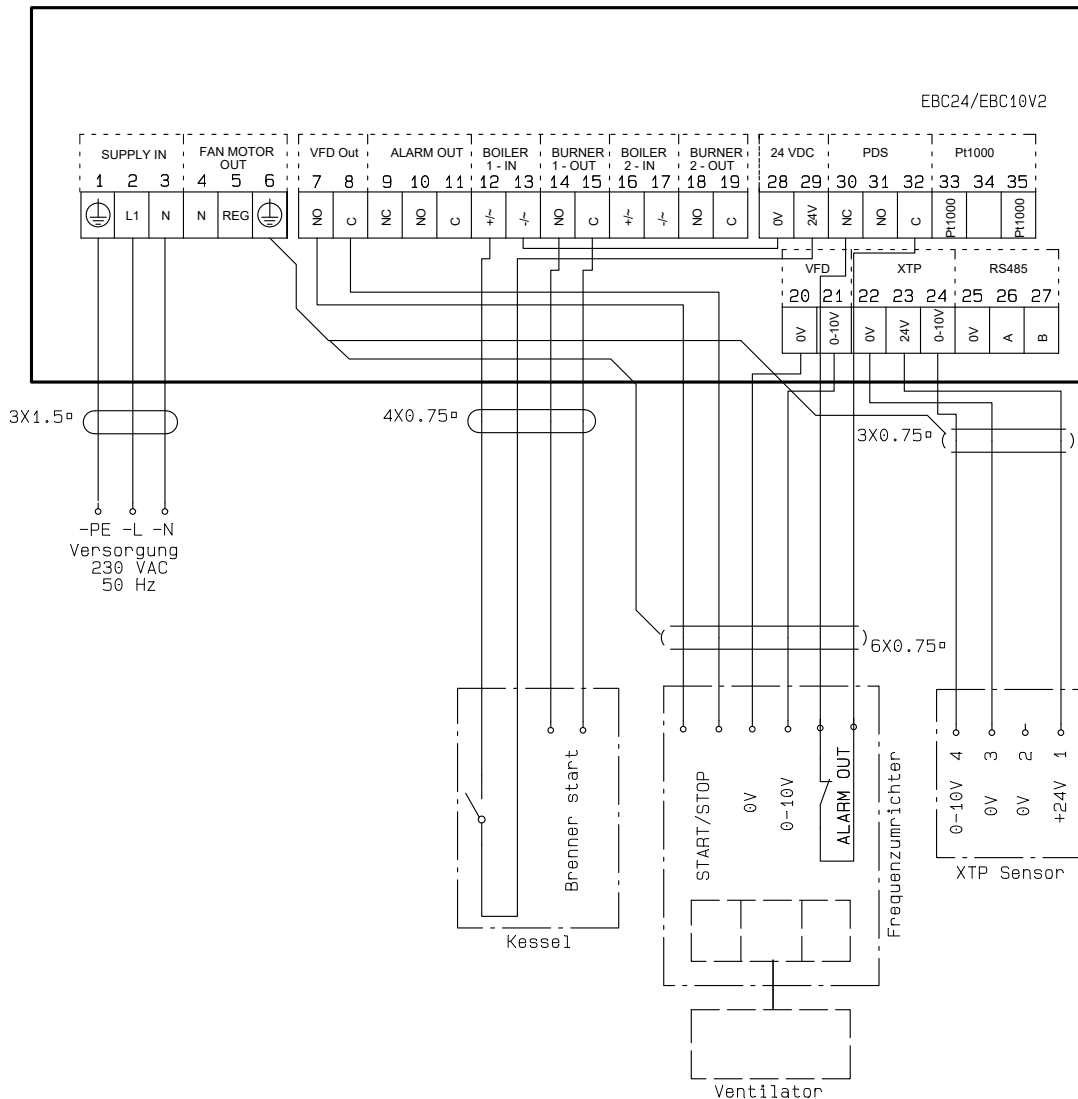 EBC24/EBC10V2
SUPPLY IN
FAN MOTOR
OUT
VFD Out
ALARM OUT
BOILER
1 - IN
BURNER
1 - OUT
BOILER
2 - IN
BURNER
2 - OUT
24 VDC
PDS
Pt1000
1 2 3 4 5 6 7 8 9 10 11 12 13 14 15 16 17 18 19 28 29 30 31 32 33 34 35
L1 N N REG NO C NC NO C +/~ -/~ NO C +/~ -/~ NO C 0V 24V NC NO C Pt1000 Pt1000
VFD
XTP
RS485
20 21 22 23 24 25 26 27
0V 0-10V 0V 24V 0-10V 0V A B
3X1.5▫
4X0.75▫
3X0.75▫
-PE -L -N
Versorgung
230 VAC
50 Hz
6X0.75▫
Brenner start
Kessel
START/STOP
0V
0-10V
ALARM OUT
Frequenzumrichter
0-10V 4
0V 3
0V 2
+24V 1
XTP Sensor
Ventilator